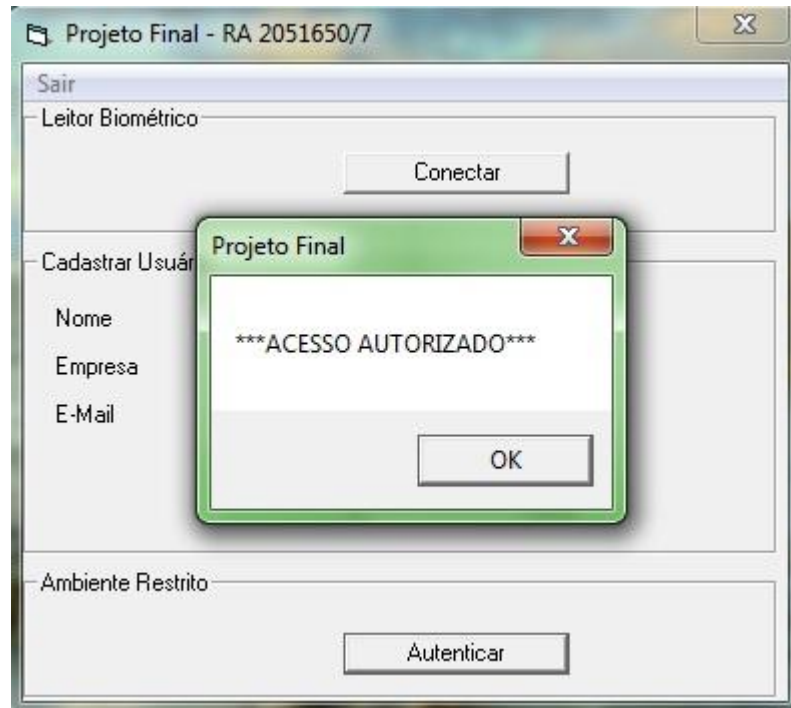 Projeto Final - RA 2051650/7
Sair
Leitor Biométrico
Conectar
Cadastrar Usuár
Projeto Final
***ACESSO AUTORIZADO***
OK
Nome
Empresa
E-Mail
Ambiente Restrito
Autenticar